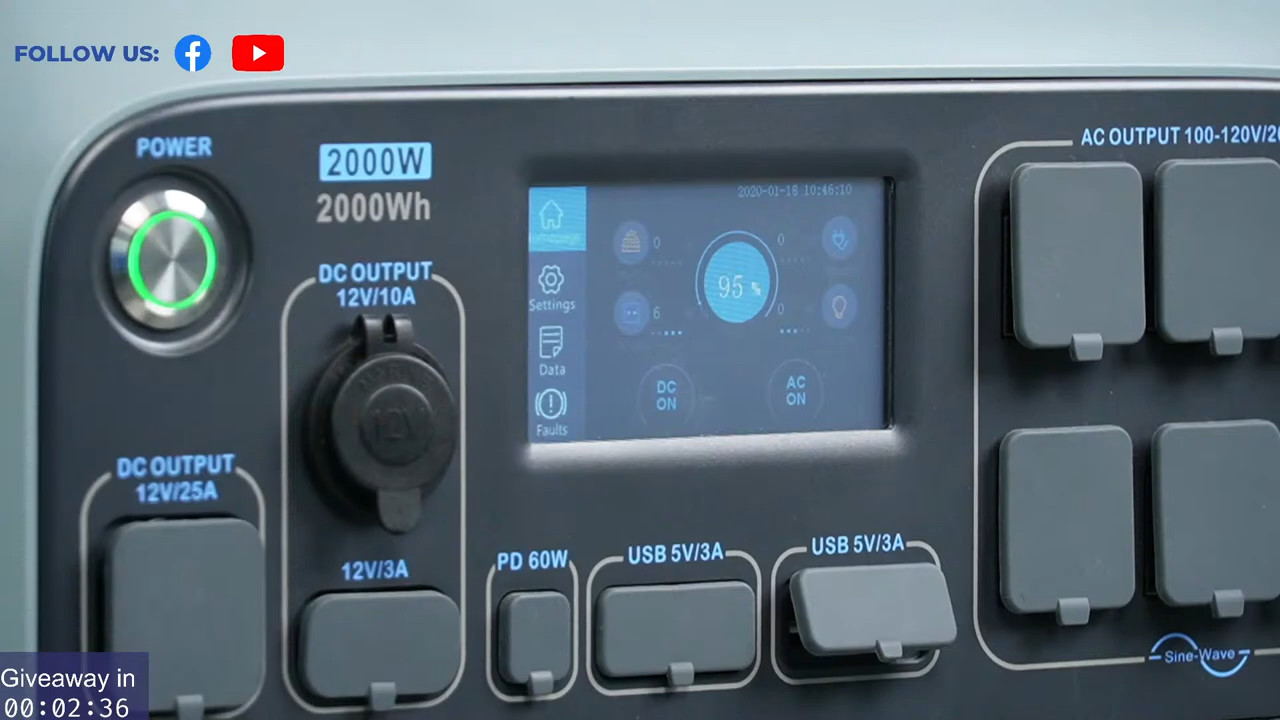 FOLLOW US:
POWER
2000W
2000Wh
DC OUTPUT
12V/10A
12V
DC OUTPUT
12V/25A
12V/3A
2020-01-18 10:46:10
Homepage
Settings
Data
Faults
0
6
95 %
0
0
DC
ON
AC
ON
PD 60W
USB 5V/3A
USB 5V/3A
AC OUTPUT 100-120V/20
Sine-Wave
Giveaway in
00:02:36